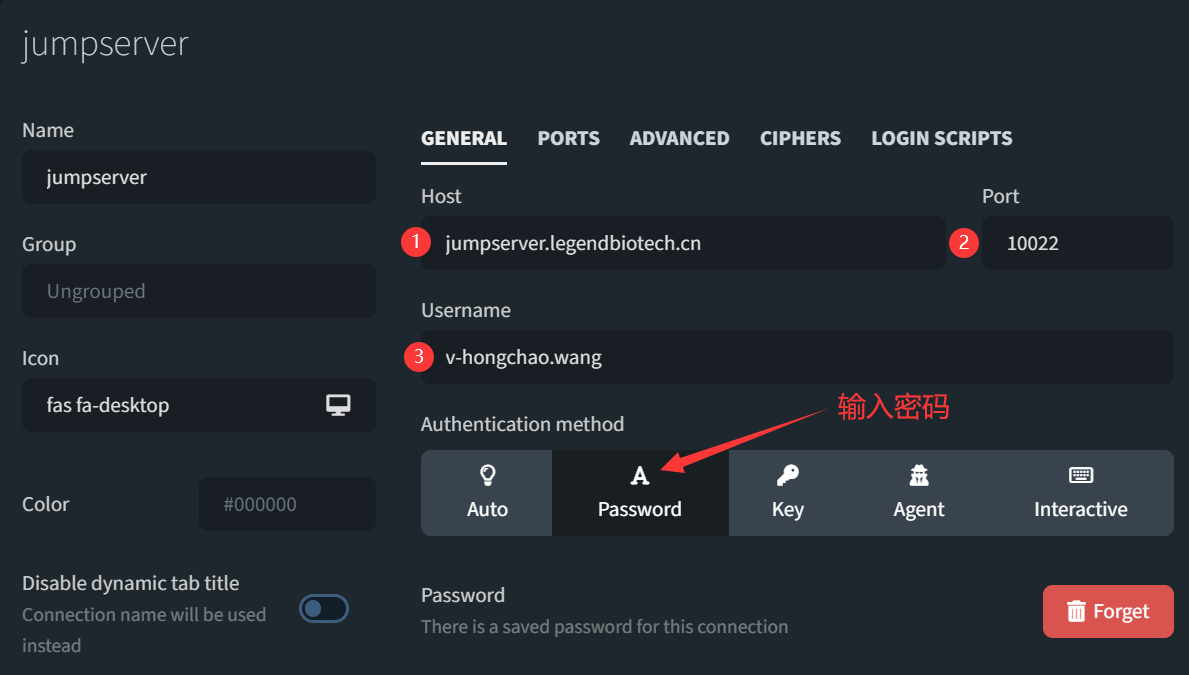 jumpserver
Name
jumpserver
Group
Ungrouped
Icon
fas fa-desktop
Color
#000000
Disable dynamic tab title
Connection name will be used
instead
GENERAL PORTS ADVANCED CIPHERS LOGIN SCRIPTS
Host Port
1 jumpserver.legendbiotech.cn 2 10022
Username
3 v-hongchao.wang
输入密码
Authentication method
Auto Password Key Agent Interactive
Password
There is a saved password for this connection
Forget